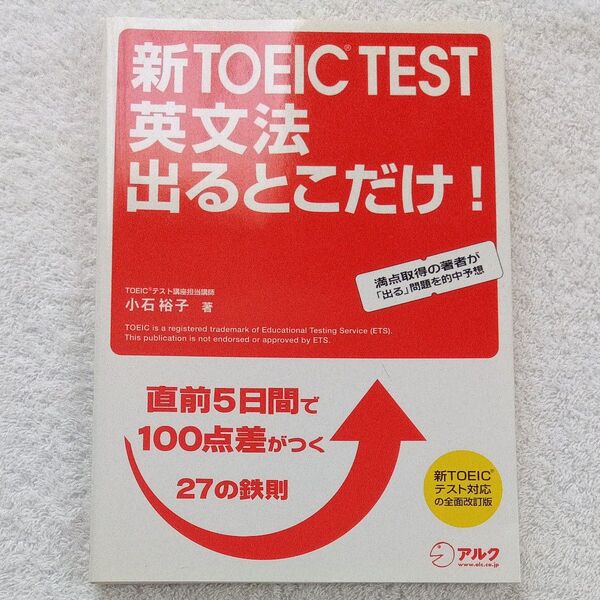 新TOEIC® TEST
英文法
出るとこだけ!
満点取得の著者が
「出る」問題を的中予想
TOEIC®テスト講座担当講師
小石裕子 著
TOEIC is a registered trademark of Educational Testing Service (ETS).
This publication is not endorsed or approved by ETS.
直前5日間で
100点差がつく
27の鉄則
新TOEIC®
テスト対応
の全面改訂版
アルク
www.alc.co.jp